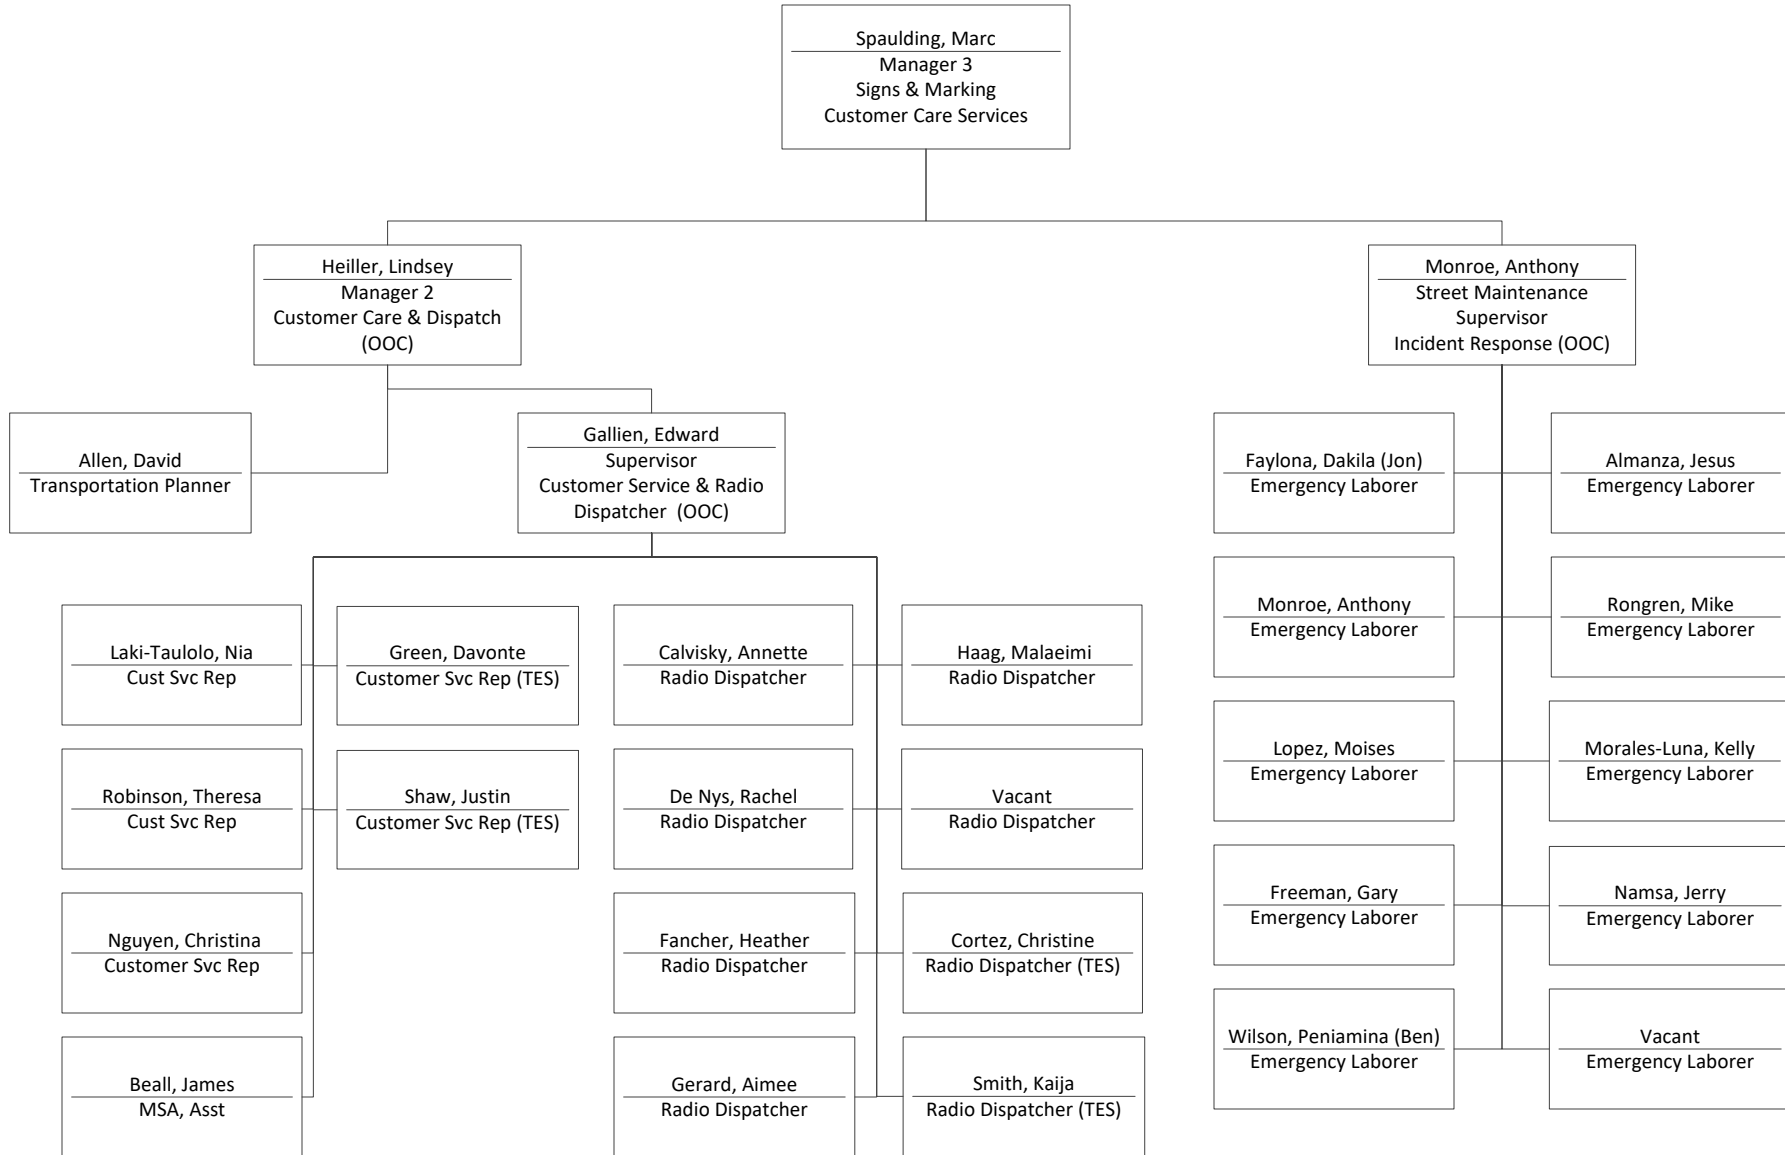 Spaulding, Marc
Manager 3
Signs & Marking
Customer Care Services
Heiller, Lindsey
Manager 2
Customer Care & Dispatch
(OOC)
Monroe, Anthony
Street Maintenance
Supervisor
Incident Response (OOC)
Allen, David
Transportation Planner
Gallien, Edward
Supervisor
Customer Service & Radio
Dispatcher (OOC)
Faylona, Dakila (Jon)
Emergency Laborer
Almanza, Jesus
Emergency Laborer
Laki-Taulolo, Nia
Cust Svc Rep
Green, Davonte
Customer Svc Rep (TES)
Calvisky, Annette
Radio Dispatcher
Haag, Malaeimi
Radio Dispatcher
Monroe, Anthony
Emergency Laborer
Rongren, Mike
Emergency Laborer
Robinson, Theresa
Cust Svc Rep
Shaw, Justin
Customer Svc Rep (TES)
De Nys, Rachel
Radio Dispatcher
Vacant
Radio Dispatcher
Lopez, Moises
Emergency Laborer
Morales-Luna, Kelly
Emergency Laborer
Nguyen, Christina
Customer Svc Rep
Fancher, Heather
Radio Dispatcher
Cortez, Christine
Radio Dispatcher (TES)
Freeman, Gary
Emergency Laborer
Namsa, Jerry
Emergency Laborer
Beall, James
MSA, Asst
Gerard, Aimee
Radio Dispatcher
Smith, Kaija
Radio Dispatcher (TES)
Wilson, Peniamina (Ben)
Emergency Laborer
Vacant
Emergency Laborer